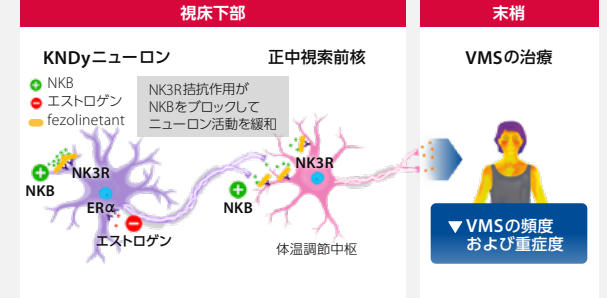 視床下部
末梢
KNDyニューロン
正中視索前核
VMSの治療
NKB
エストロゲン
fezolinetant
NK3R拮抗作用が
NKBをブロックして
ニューロン活動を緩和
NK3R
NKB
ERα
エストロゲン
NK3R
NKB
体温調節中枢
▼VMSの頻度
および重症度